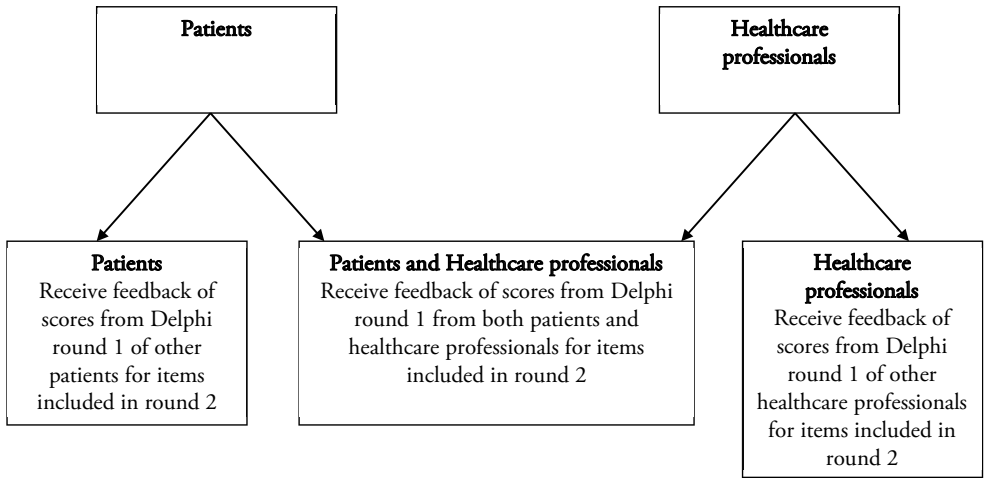 Patients
Healthcare
professionals
Patients
Receive feedback of
scores from Delphi
round 1 of other
patients for items
included in round 2
Patients and Healthcare professionals
Receive feedback of scores from Delphi
round 1 from both patients and
healthcare professionals for items
included in round 2
Healthcare
professionals
Receive feedback of
scores from Delphi
round 1 of other
healthcare professionals
for items included in
round 2